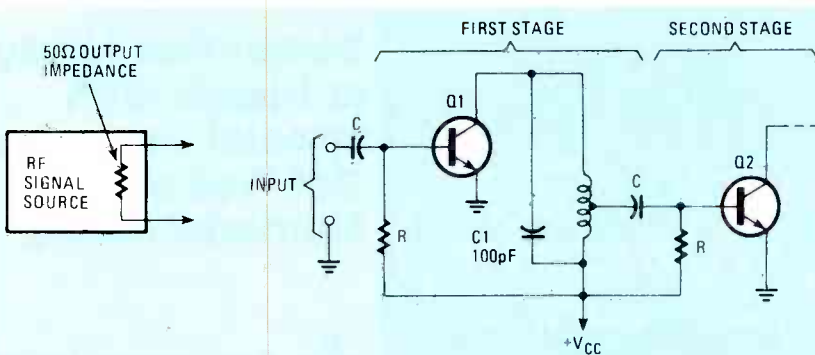 50Ω OUTPUT
IMPEDANCE
RF
SIGNAL
SOURCE
INPUT
FIRST STAGE
SECOND STAGE
C
Q1
R
C1
100pF
C
R
Q2
+VCC